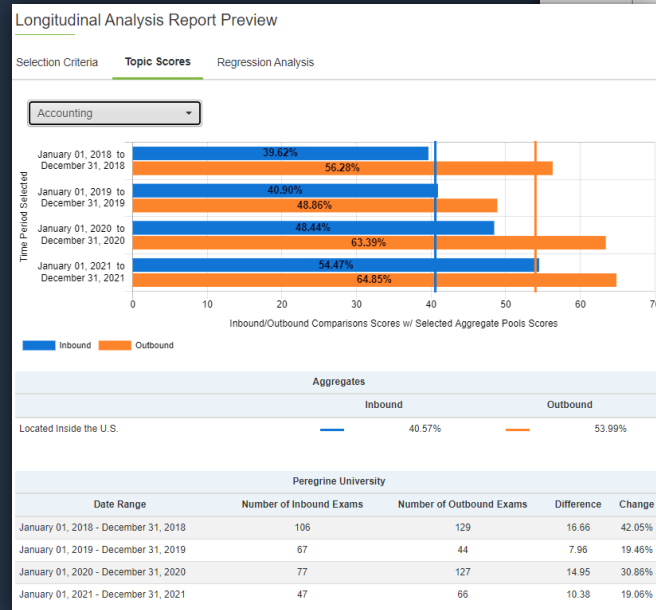 Longitudinal Analysis Report Preview
Selection Criteria Topic Scores Regression Analysis
Accounting
Time Period Selected
January 01, 2018 to
December 31, 2018
39.62%
56.28%
January 01, 2019 to
December 31, 2019
40.90%
48.86%
January 01, 2020 to
December 31, 2020
48.44%
63.39%
January 01, 2021 to
December 31, 2021
54.47%
64.85%
0 10 20 30 40 50 60
Inbound/Outbound Comparisons Scores w/ Selected Aggregate Pools Scores
Inbound Outbound
Aggregates
Inbound Outbound
Located Inside the U.S. 40.57% 53.99%
Peregrine University
Date Range Number of Inbound Exams Number of Outbound Exams Difference Change
January 01, 2018 - December 31, 2018 106 129 16.66 42.05%
January 01, 2019 - December 31, 2019 67 44 7.96 19.46%
January 01, 2020 - December 31, 2020 77 127 14.95 30.86%
January 01, 2021 - December 31, 2021 47 66 10.38 19.06%